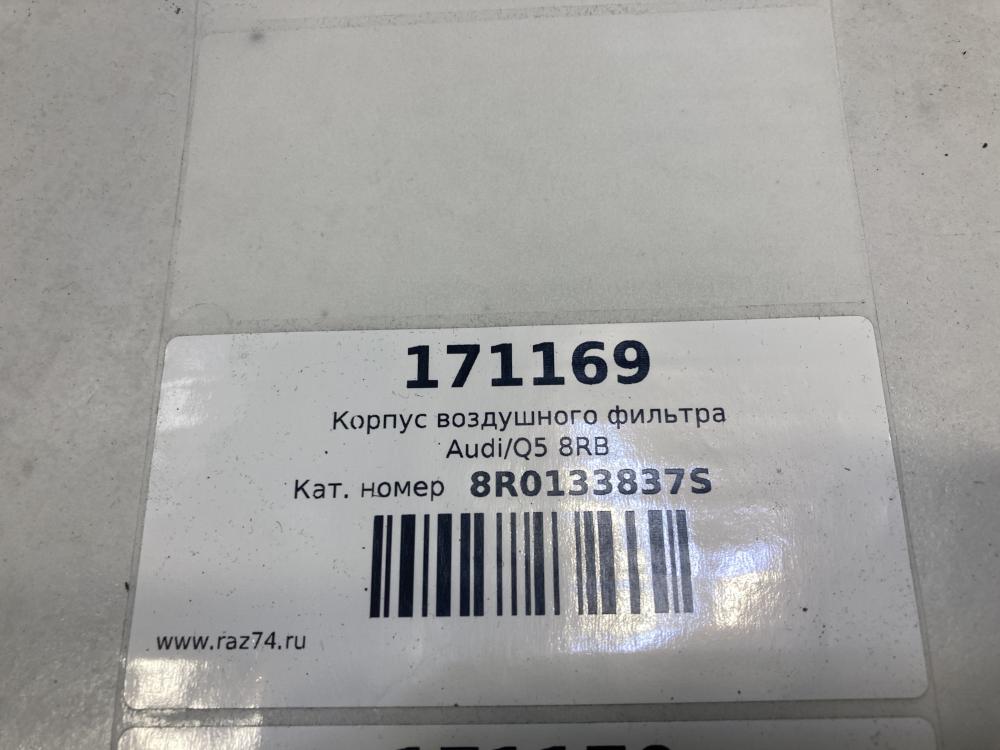 171169
Корпус воздушного фильтра
Audi/Q5 8RB
Кат. номер 8R0133837S
www.raz74.ru